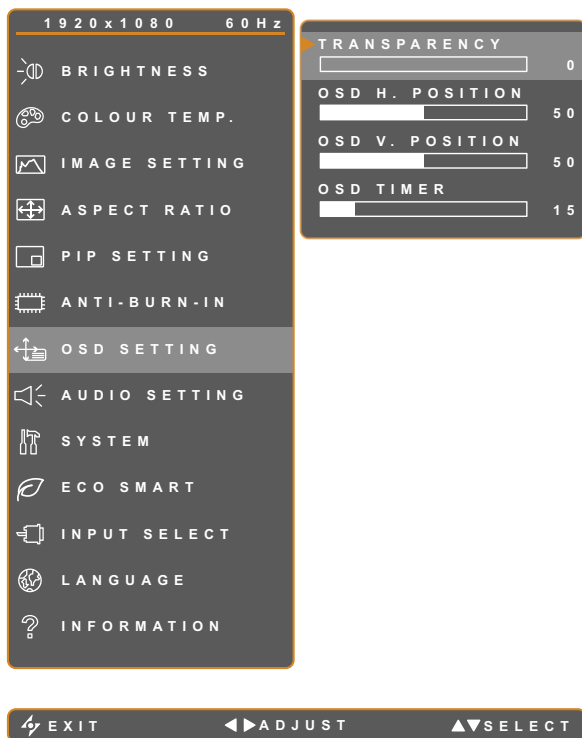 1920x1080 60Hz
BRIGHTNESS
COLOUR TEMP.
IMAGE SETTING
ASPECT RATIO
PIP SETTING
ANTI-BURN-IN
OSD SETTING
AUDIO SETTING
SYSTEM
ECO SMART
INPUT SELECT
LANGUAGE
INFORMATION
TRANSPARENCY
0
OSD H. POSITION
50
OSD V. POSITION
50
OSD TIMER
15
EXIT ADJUST SELECT